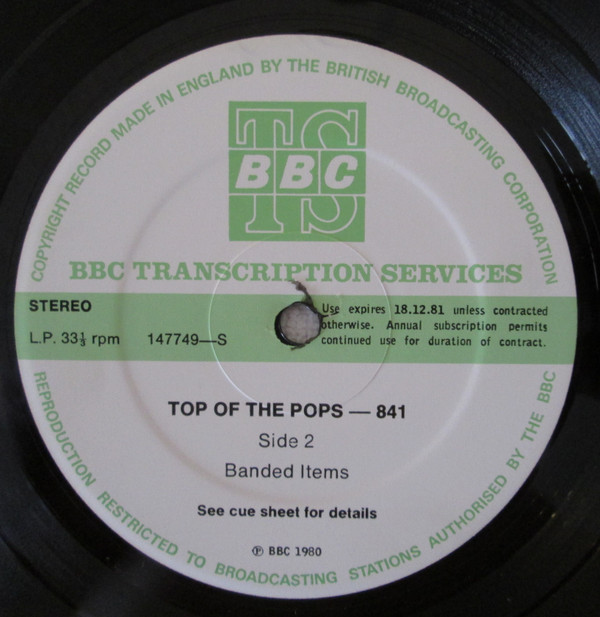 COPYRIGHT RECORD MADE IN ENGLAND BY THE BRITISH BROADCASTING CORPORATION
TS
BBC
BBC TRANSCRIPTION SERVICES
STEREO
L.P. 33⅓ rpm 147749—S
Use expires 18.12.81 unless contracted
otherwise. Annual subscription permits
continued use for duration of contract.
TOP OF THE POPS — 841
Side 2
Banded Items
See cue sheet for details
℗ BBC 1980
REPRODUCTION RESTRICTED TO BROADCASTING STATIONS AUTHORISED BY THE BBC